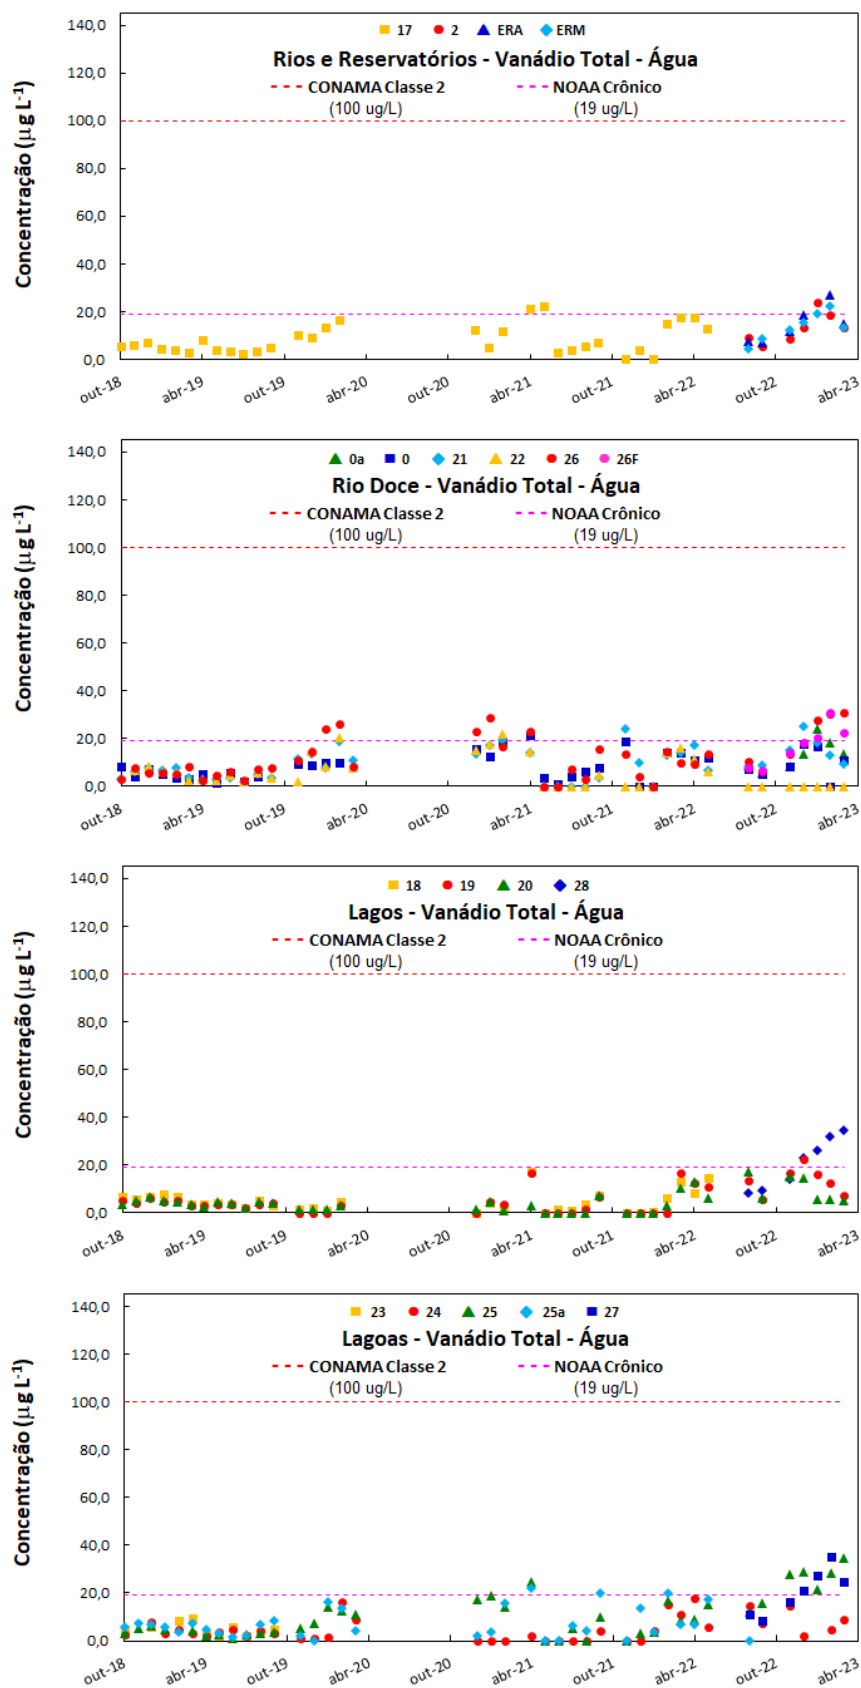 17 2 ERA ERM
Rios e Reservatórios - Vanádio Total - Água
CONAMA Classe 2 NOAA Crônico
(100 ug/L) (19 ug/L)
Concentração (µg L-1)
140,0
120,0
100,0
80,0
60,0
40,0
20,0
0,0
out-18 abr-19 out-19 abr-20 out-20 abr-21 out-21 abr-22 out-22 abr-23
0a 0 21 22 26 26F
Rio Doce - Vanádio Total - Água
CONAMA Classe 2 NOAA Crônico
(100 ug/L) (19 ug/L)
Concentração (µg L-1)
140,0
120,0
100,0
80,0
60,0
40,0
20,0
0,0
out-18 abr-19 out-19 abr-20 out-20 abr-21 out-21 abr-22 out-22 abr-23
18 19 20 28
Lagos - Vanádio Total - Água
CONAMA Classe 2 NOAA Crônico
(100 ug/L) (19 ug/L)
Concentração (µg L-1)
140,0
120,0
100,0
80,0
60,0
40,0
20,0
0,0
out-18 abr-19 out-19 abr-20 out-20 abr-21 out-21 abr-22 out-22 abr-23
23 24 25 25a 27
Lagoas - Vanádio Total - Água
CONAMA Classe 2 NOAA Crônico
(100 ug/L) (19 ug/L)
Concentração (µg L-1)
140,0
120,0
100,0
80,0
60,0
40,0
20,0
0,0
out-18 abr-19 out-19 abr-20 out-20 abr-21 out-21 abr-22 out-22 abr-23